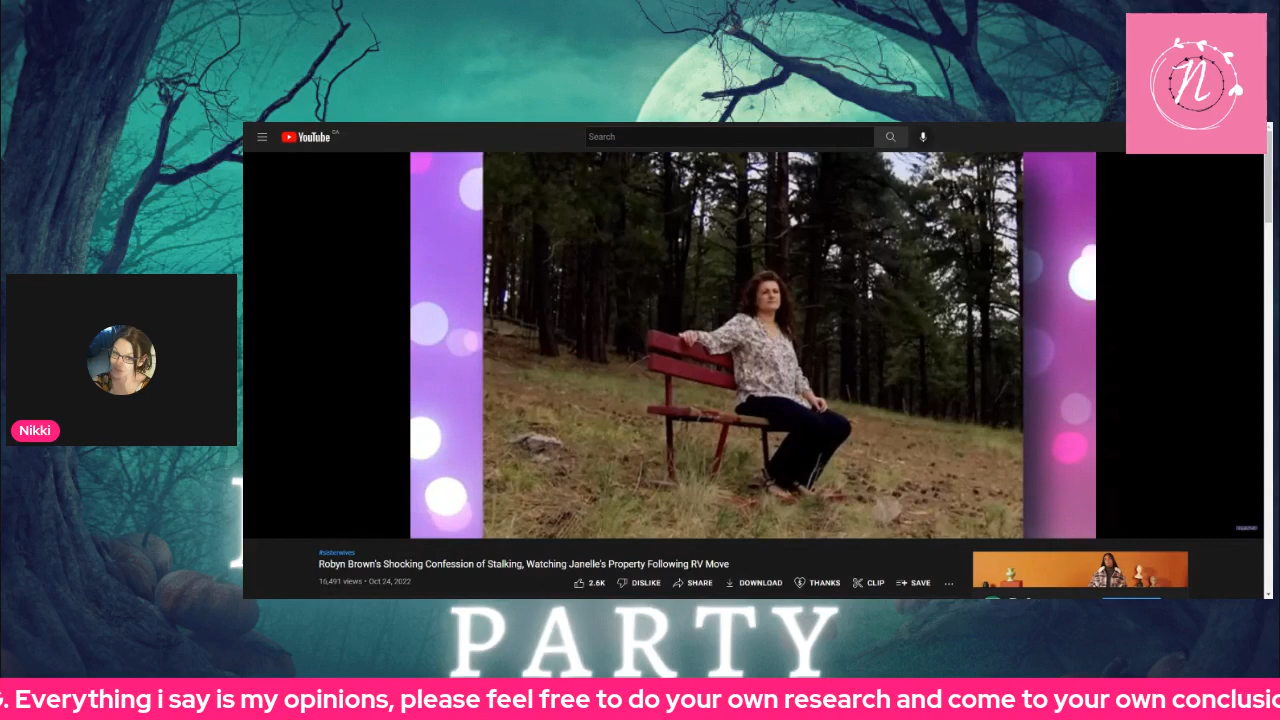 N
YouTube CA
Search
Nikki
#sisterwives
Robyn Brown's Shocking Confession of Stalking, Watching Janelle's Property Following RV Move
16,491 views • Oct 24, 2022
2.6K DISLIKE SHARE DOWNLOAD THANKS CLIP SAVE ...
PARTY
. Everything i say is my opinions, please feel free to do your own research and come to your own conclusio